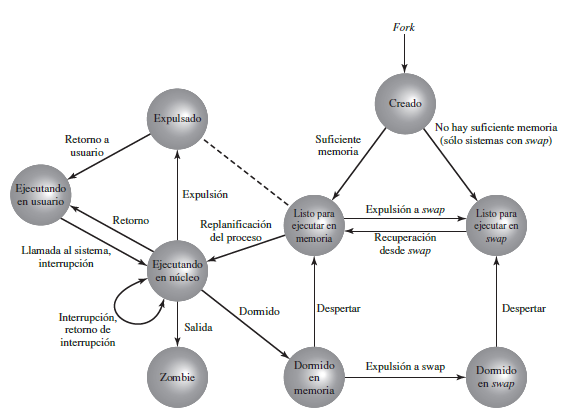 Fork
Creado
Expulsado
No hay suficiente memoria
(sólo sistemas con swap)
Suficiente
memoria
Retorno a
usuario
Ejecutando
en usuario
Expulsión
Listo para
ejecutar en
memoria
Expulsión a swap
Listo para
ejecutar en
swap
Retorno
Replanificación
del proceso
Recuperación
desde swap
Llamada al sistema,
interrupción
Ejecutando
en núcleo
Interrupción,
retorno de
interrupción
Dormido
Salida
Despertar
Despertar
Zombie
Dormido
en
memoria
Expulsión a swap
Dormido
en swap